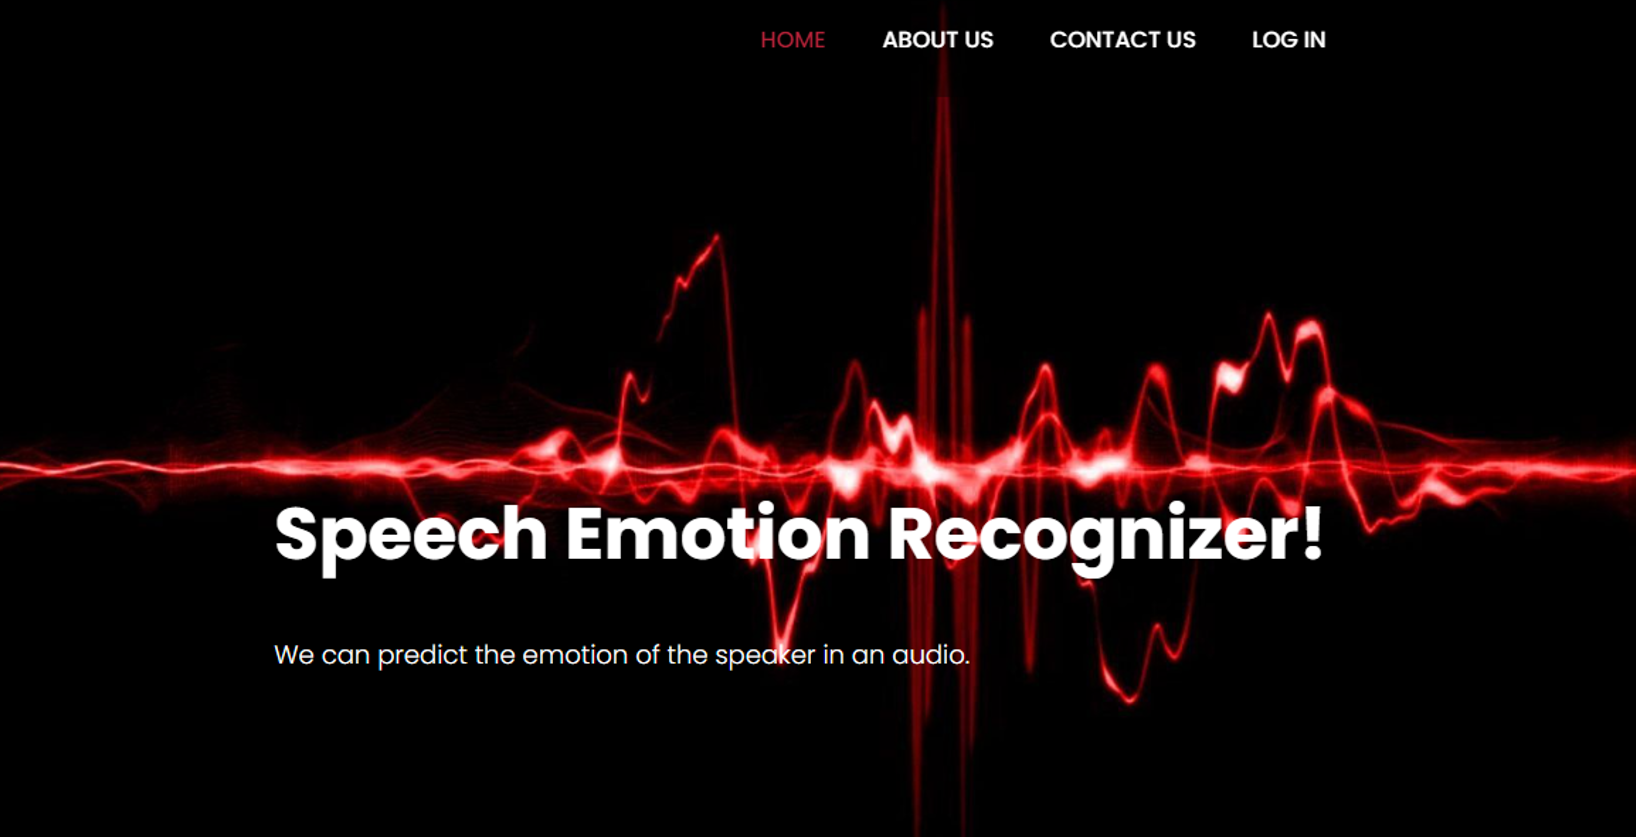 HOME ABOUT US CONTACT US LOG IN
Speech Emotion Recognizer!
We can predict the emotion of the speaker in an audio.